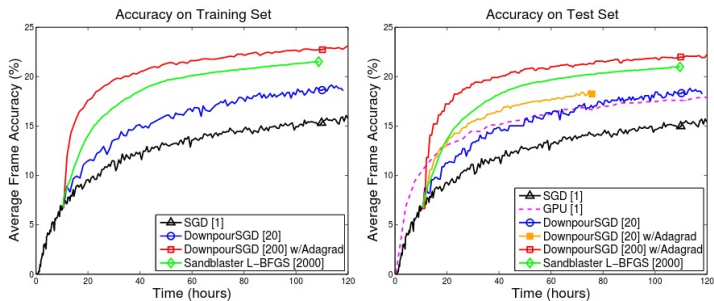 Accuracy on Training Set
Average Frame Accuracy (%)
25
20
15
10
5
0
0 20 40 60 80 100 120
Time (hours)
SGD [1]
DownpourSGD [20]
DownpourSGD [200] w/Adagrad
Sandblaster L−BFGS [2000]
Accuracy on Test Set
Average Frame Accuracy (%)
25
20
15
10
5
0
0 20 40 60 80 100 120
Time (hours)
SGD [1]
GPU [1]
DownpourSGD [20]
DownpourSGD [20] w/Adagrad
DownpourSGD [200] w/Adagrad
Sandblaster L−BFGS [2000]